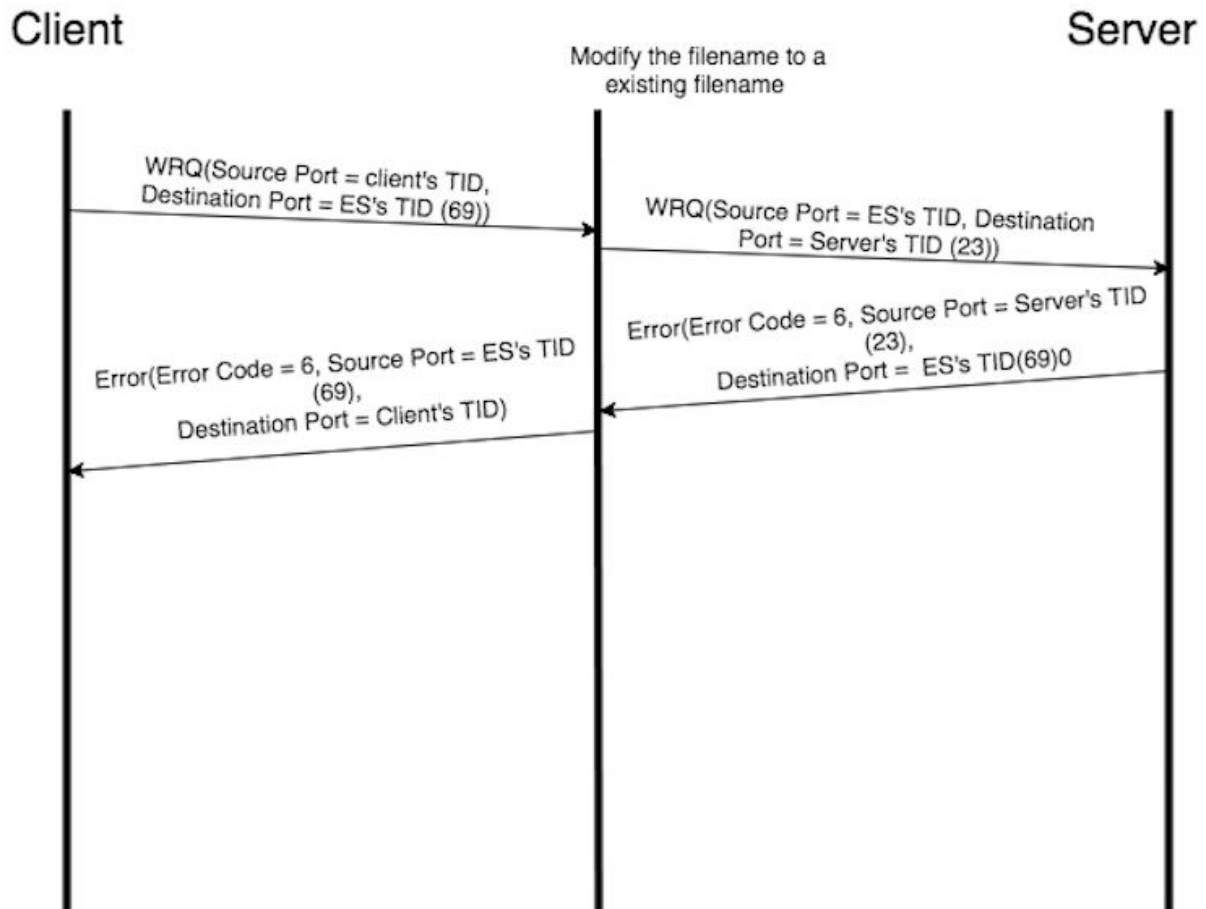 Client
Server
Modify the filename to a
existing filename
WRQ(Source Port = client's TID,
Destination Port = ES's TID (69))
WRQ(Source Port = ES's TID, Destination
Port = Server's TID (23))
Error(Error Code = 6, Source Port = Server's TID
(23),
Destination Port =  ES's TID(69)0
Error(Error Code = 6, Source Port = ES's TID
(69),
Destination Port = Client's TID)